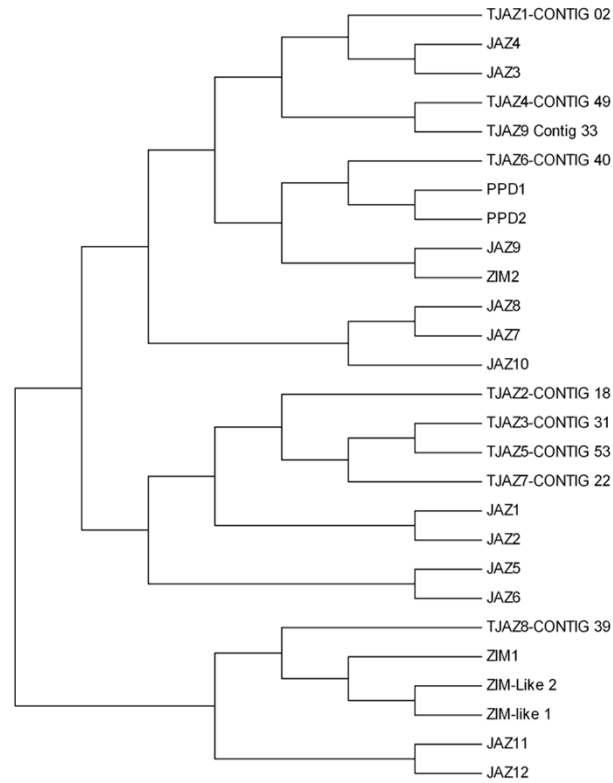 TJAZ1-CONTIG 02
JAZ4
JAZ3
TJAZ4-CONTIG 49
TJAZ9 Contig 33
TJAZ6-CONTIG 40
PPD1
PPD2
JAZ9
ZIM2
JAZ8
JAZ7
JAZ10
TJAZ2-CONTIG 18
TJAZ3-CONTIG 31
TJAZ5-CONTIG 53
TJAZ7-CONTIG 22
JAZ1
JAZ2
JAZ5
JAZ6
TJAZ8-CONTIG 39
ZIM1
ZIM-Like 2
ZIM-like 1
JAZ11
JAZ12